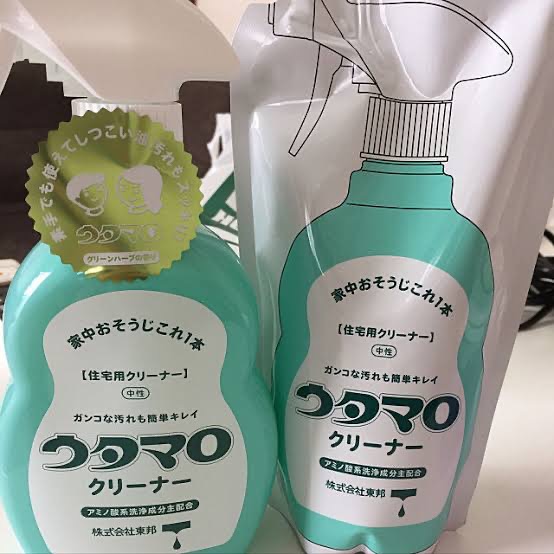 素手でも使えてしつこい油汚れもスッキリ!
ウタマロ
グリーンハーブの香り
家中おそうじこれ1本
【住宅用クリーナー】
中性
ガンコな汚れも簡単キレイ
ウタマロ
クリーナー
アミノ酸系洗浄成分主配合
株式会社東邦
家中おそうじこれ1本
【住宅用クリーナー】
中性
ガンコな汚れも簡単キレイ
ウタマロ
クリーナー
アミノ酸系洗浄成分主配合
株式会社東邦